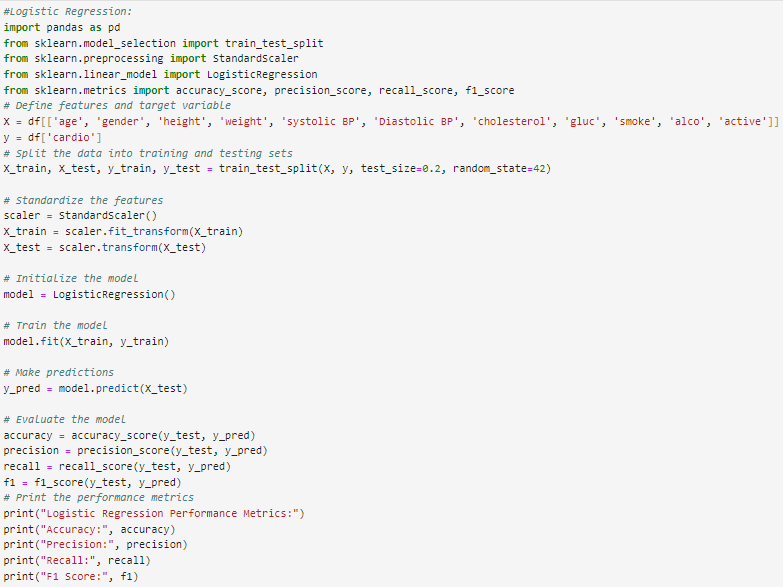 #Logistic Regression:
import pandas as pd
from sklearn.model_selection import train_test_split
from sklearn.preprocessing import StandardScaler
from sklearn.linear_model import LogisticRegression
from sklearn.metrics import accuracy_score, precision_score, recall_score, f1_score
# Define features and target variable
X = df[['age', 'gender', 'height', 'weight', 'systolic BP', 'Diastolic BP', 'cholesterol', 'gluc', 'smoke', 'alco', 'active']]
y = df['cardio']
# Split the data into training and testing sets
X_train, X_test, y_train, y_test = train_test_split(X, y, test_size=0.2, random_state=42)
# Standardize the features
scaler = StandardScaler()
X_train = scaler.fit_transform(X_train)
X_test = scaler.transform(X_test)
# Initialize the model
model = LogisticRegression()
# Train the model
model.fit(X_train, y_train)
# Make predictions
y_pred = model.predict(X_test)
# Evaluate the model
accuracy = accuracy_score(y_test, y_pred)
precision = precision_score(y_test, y_pred)
recall = recall_score(y_test, y_pred)
f1 = f1_score(y_test, y_pred)
# Print the performance metrics
print("Logistic Regression Performance Metrics:")
print("Accuracy:", accuracy)
print("Precision:", precision)
print("Recall:", recall)
print("F1 Score:", f1)